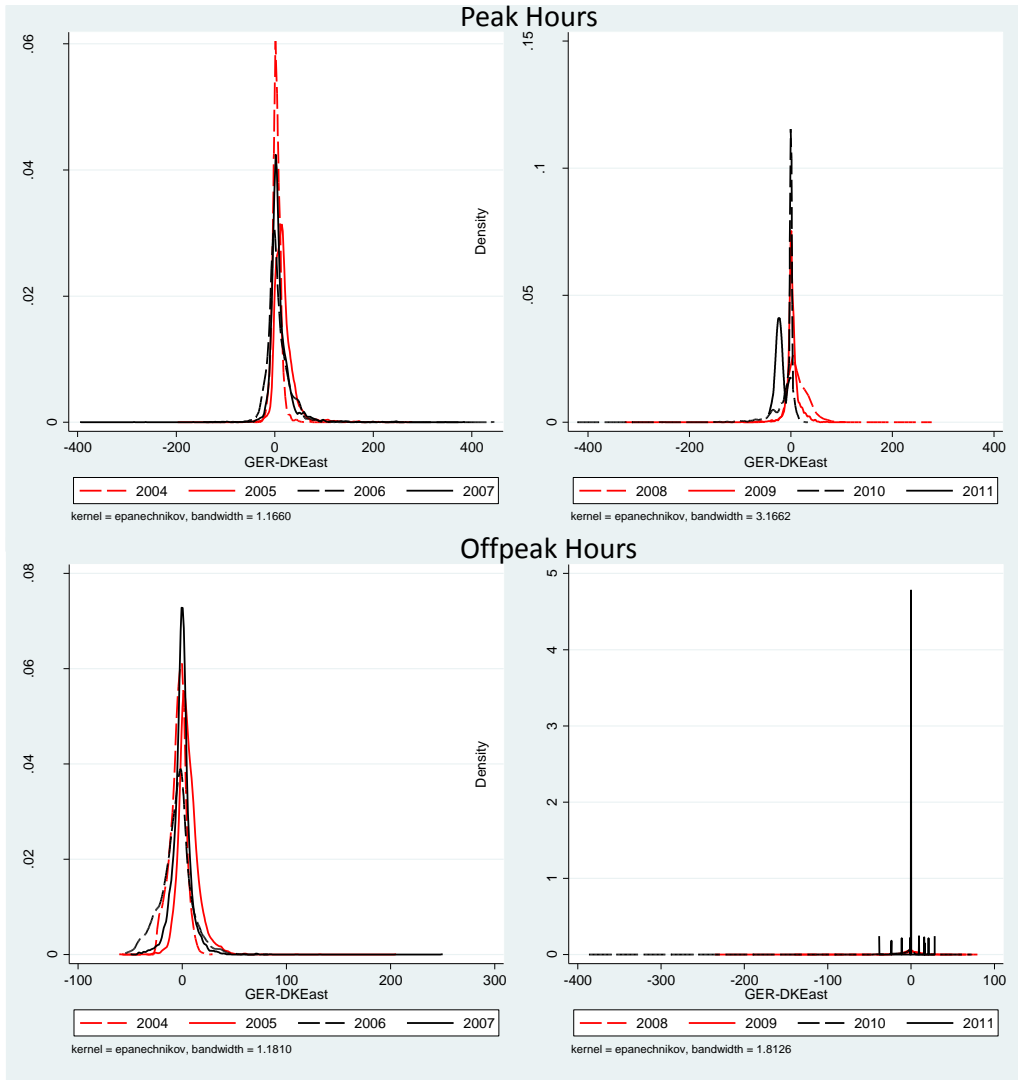 Peak Hours
.06
.04
.02
0
-400 -200 0 200 400
GER-DKEast
2004 2005 2006 2007
kernel = epanechnikov, bandwidth = 1.1660
Density
.15
.1
.05
0
-400 -200 0 200 400
GER-DKEast
2008 2009 2010 2011
kernel = epanechnikov, bandwidth = 3.1662
Offpeak Hours
.08
.06
.04
.02
0
-100 0 100 200 300
GER-DKEast
2004 2005 2006 2007
kernel = epanechnikov, bandwidth = 1.1810
Density
5
4
3
2
1
0
-400 -300 -200 -100 0 100
GER-DKEast
2008 2009 2010 2011
kernel = epanechnikov, bandwidth = 1.8126